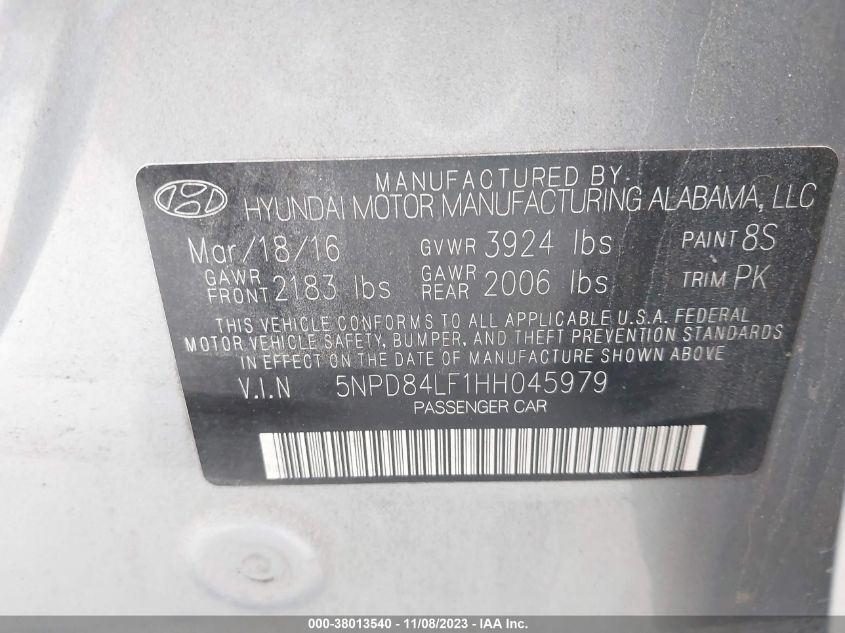 MANUFACTURED BY
HYUNDAI MOTOR MANUFACTURING ALABAMA, LLC
Mar/18/16 GVWR 3924 lbs PAINT 8S
GAWR FRONT 2183 lbs GAWR REAR 2006 lbs TRIM PK
THIS VEHICLE CONFORMS TO ALL APPLICABLE U.S.A. FEDERAL
MOTOR VEHICLE SAFETY, BUMPER, AND THEFT PREVENTION STANDARDS
IN EFFECT ON THE DATE OF MANUFACTURE SHOWN ABOVE
V.I.N 5NPD84LF1HH045979
PASSENGER CAR
000-38013540 - 11/08/2023 - IAA Inc.